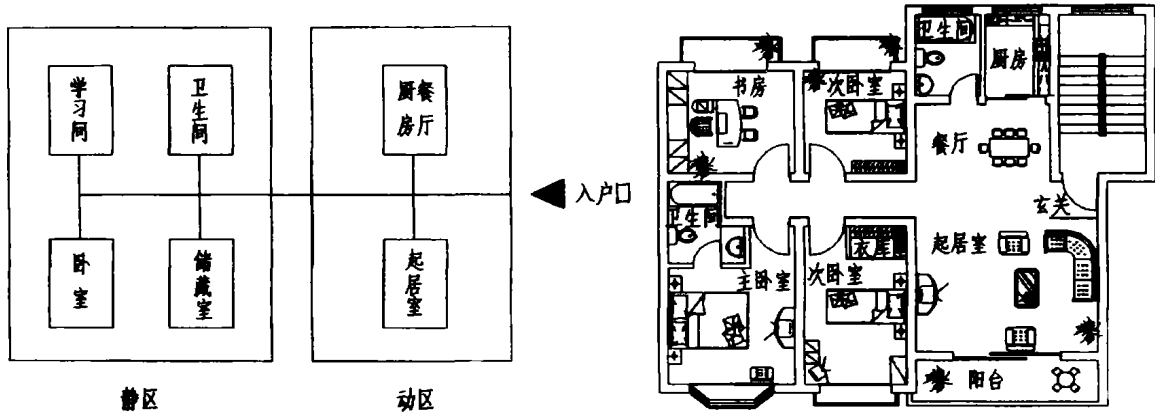 学习间
卫生间
厨房
餐厅
卧室
储藏室
起居室
静区
动区
入户口
卫生间
厨房
书房
次卧室
餐厅
玄关
卫生间
衣库
起居室
主卧室
次卧室
阳台